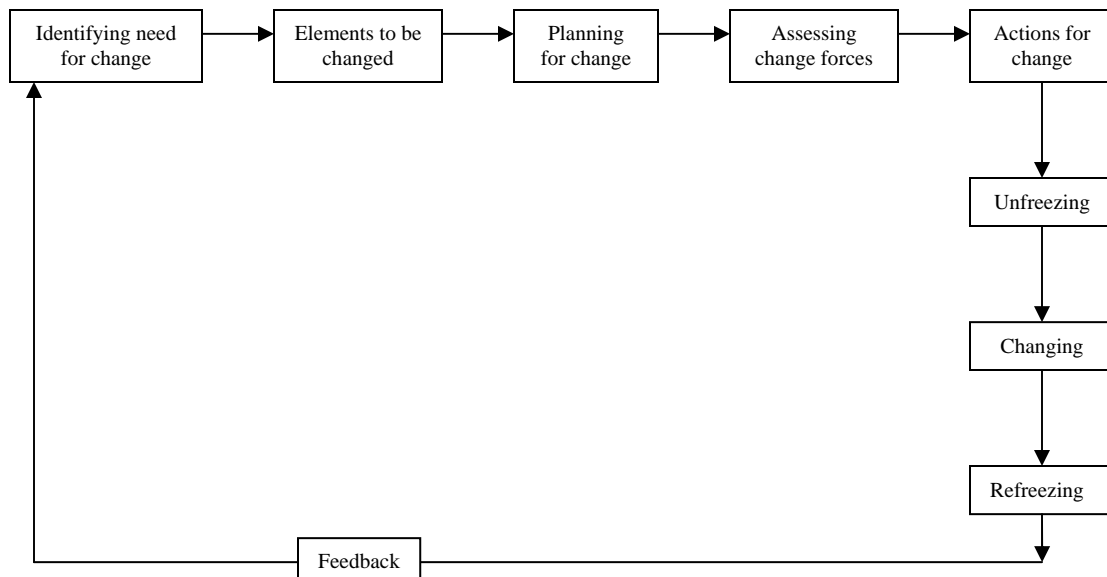 Identifying need
for change
Elements to be
changed
Planning
for change
Assessing
change forces
Actions for
change
Unfreezing
Changing
Refreezing
Feedback